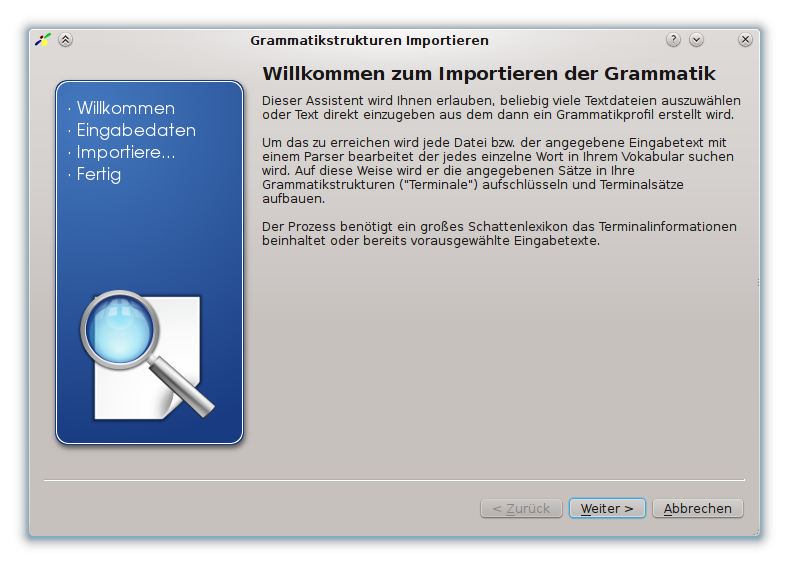 Grammatikstrukturen Importieren
· Willkommen
· Eingabedaten
· Importiere...
· Fertig
Willkommen zum Importieren der Grammatik
Dieser Assistent wird Ihnen erlauben, beliebig viele Textdateien auszuwählen
oder Text direkt einzugeben aus dem dann ein Grammatikprofil erstellt wird.
Um das zu erreichen wird jede Datei bzw. der angegebene Eingabetext mit
einem Parser bearbeitet der jedes einzelne Wort in Ihrem Vokabular suchen
wird. Auf diese Weise wird er die angegebenen Sätze in Ihre
Grammatikstrukturen ("Terminale") aufschlüseln und Terminalsätze
aufbauen.
Der Prozess benötigt ein großes Schattenlexikon das Terminalinformationen
beinhaltet oder bereits vorausgewählte Eingabetexte.
< Zurück
Weiter >
Abbrechen